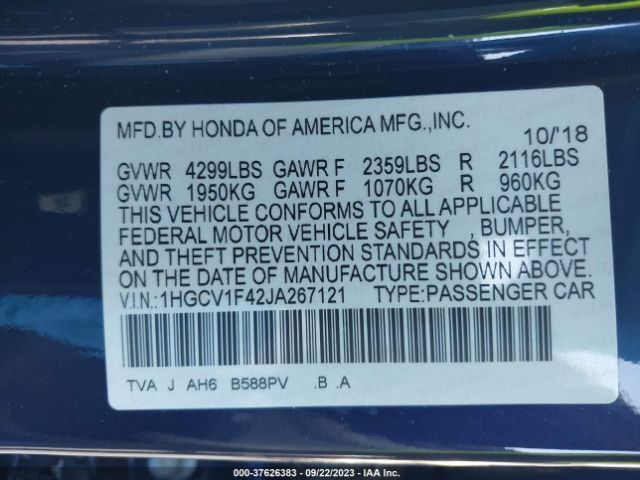 MFD.BY HONDA OF AMERICA MFG.,INC.
10/'18
GVWR 4299LBS GAWR F 2359LBS R 2116LBS
GVWR 1950KG GAWR F 1070KG R 960KG
THIS VEHICLE CONFORMS TO ALL APPLICABLE
FEDERAL MOTOR VEHICLE SAFETY , BUMPER,
AND THEFT PREVENTION STANDARDS IN EFFECT
ON THE DATE OF MANUFACTURE SHOWN ABOVE.
V.I.N.:1HGCV1F42JA267121 TYPE:PASSENGER CAR
TVA J AH6 B588PV .B .A
000-37626383 - 09/22/2023 - IAA Inc.